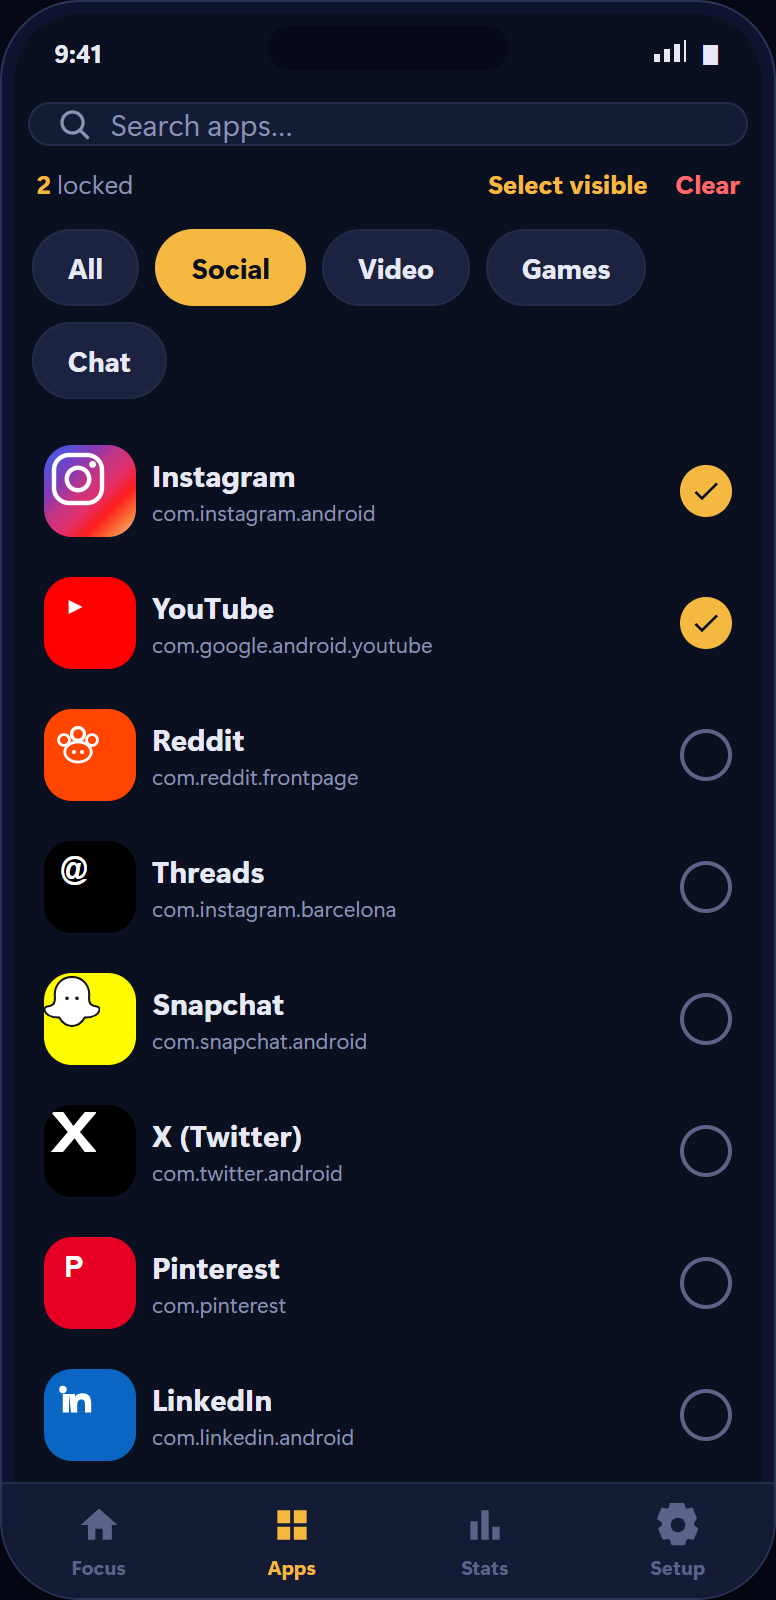 9:41
Search apps...
2 locked Select visible Clear
All Social Video Games
Chat
Instagram
com.instagram.android
YouTube
com.google.android.youtube
Reddit
com.reddit.frontpage
@
Threads
com.instagram.barcelona
Snapchat
com.snapchat.android
X
X (Twitter)
com.twitter.android
P
Pinterest
com.pinterest
in
LinkedIn
com.linkedin.android
Focus Apps Stats Setup